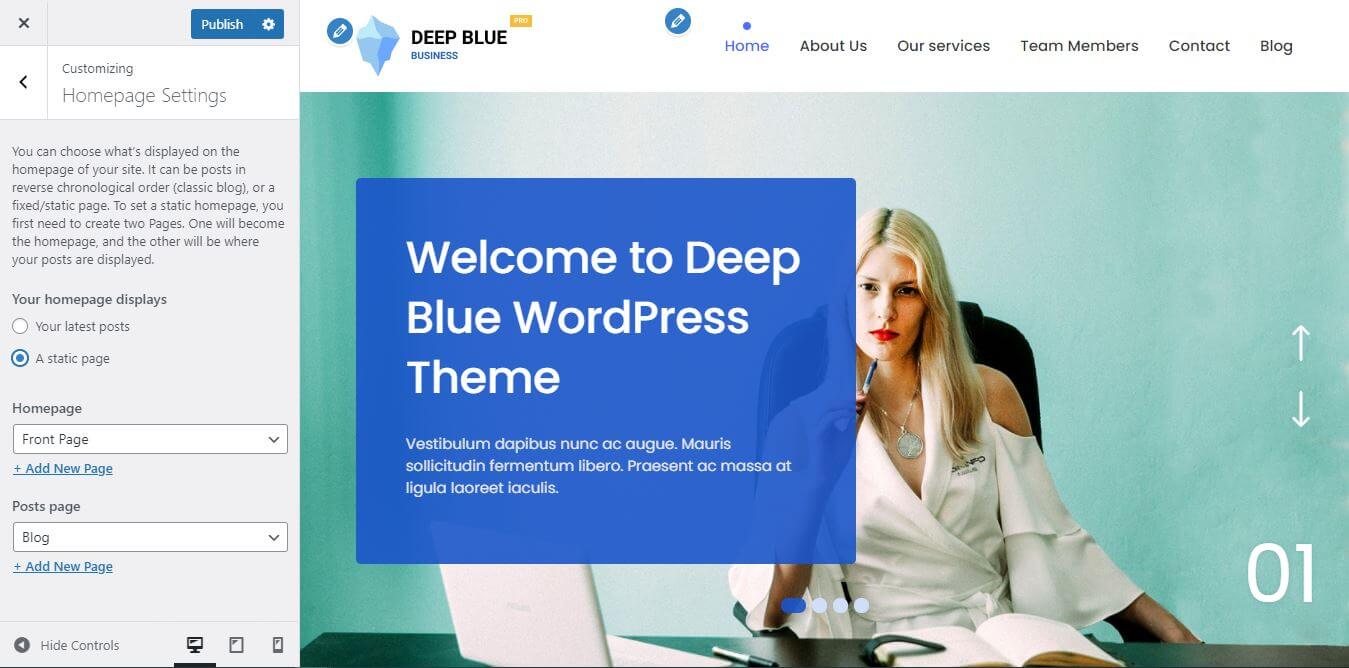 Publish
Customizing
Homepage Settings
You can choose what's displayed on the
homepage of your site. It can be posts in
reverse chronological order (classic blog), or a
fixed/static page. To set a static homepage, you
first need to create two Pages. One will become
the homepage, and the other will be where
your posts are displayed.
Your homepage displays
Your latest posts
A static page
Homepage
Front Page
+ Add New Page
Posts page
Blog
+ Add New Page
Hide Controls
DEEP BLUE
PRO
BUSINESS
Home About Us Our services Team Members Contact Blog
Welcome to Deep
Blue WordPress
Theme
Vestibulum dapibus nunc ac augue. Mauris
sollicitudin fermentum libero. Praesent ac massa at
ligula laoreet iaculis.
01